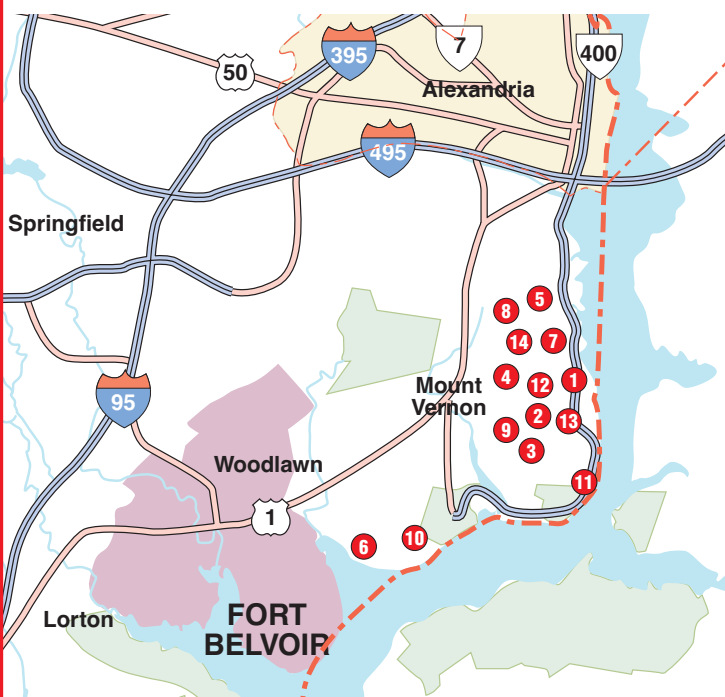 395
7
400
50
Alexandria
495
Springfield
5
8
14
7
4
12
1
Mount
Vernon
95
2
13
9
3
Woodlawn
11
1
10
6
FORT
BELVOIR
Lorton